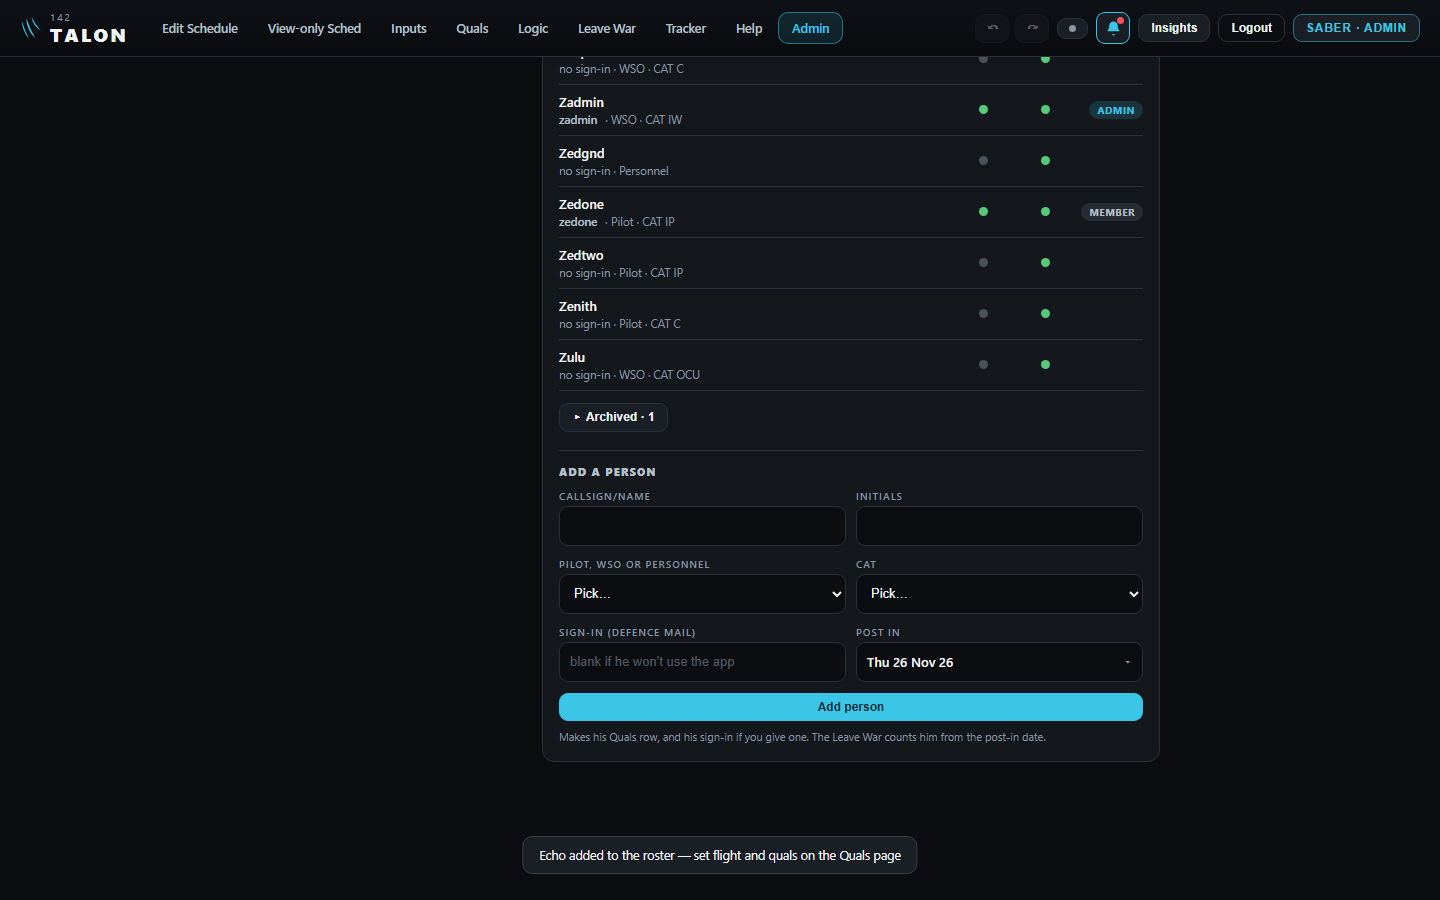 142
TALON
Edit Schedule
View-only Sched
Inputs
Quals
Logic
Leave War
Tracker
Help
Admin
Insights
Logout
SABER · ADMIN
no sign-in · WSO · CAT C
Zadmin
zadmin · WSO · CAT IW
ADMIN
Zedgnd
no sign-in · Personnel
Zedone
zedone · Pilot · CAT IP
MEMBER
Zedtwo
no sign-in · Pilot · CAT IP
Zenith
no sign-in · Pilot · CAT C
Zulu
no sign-in · WSO · CAT OCU
▸ Archived · 1
ADD A PERSON
CALLSIGN/NAME
INITIALS
PILOT, WSO OR PERSONNEL
CAT
Pick...
Pick...
SIGN-IN (DEFENCE MAIL)
POST IN
blank if he won't use the app
Thu 26 Nov 26
Add person
Makes his Quals row, and his sign-in if you give one. The Leave War counts him from the post-in date.
Echo added to the roster — set flight and quals on the Quals page